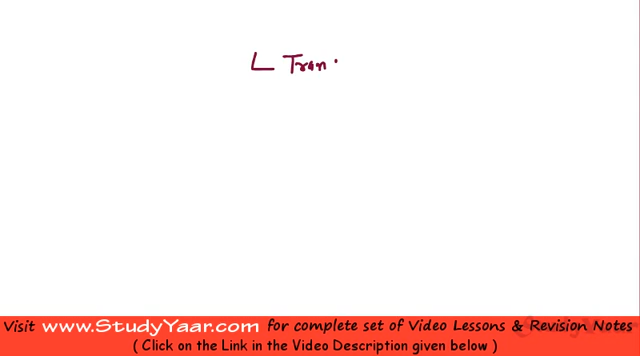 L Tran
Visit www.StudyYaar.com for complete set of Video Lessons & Revision Notes
( Click on the Link in the Video Description given below )